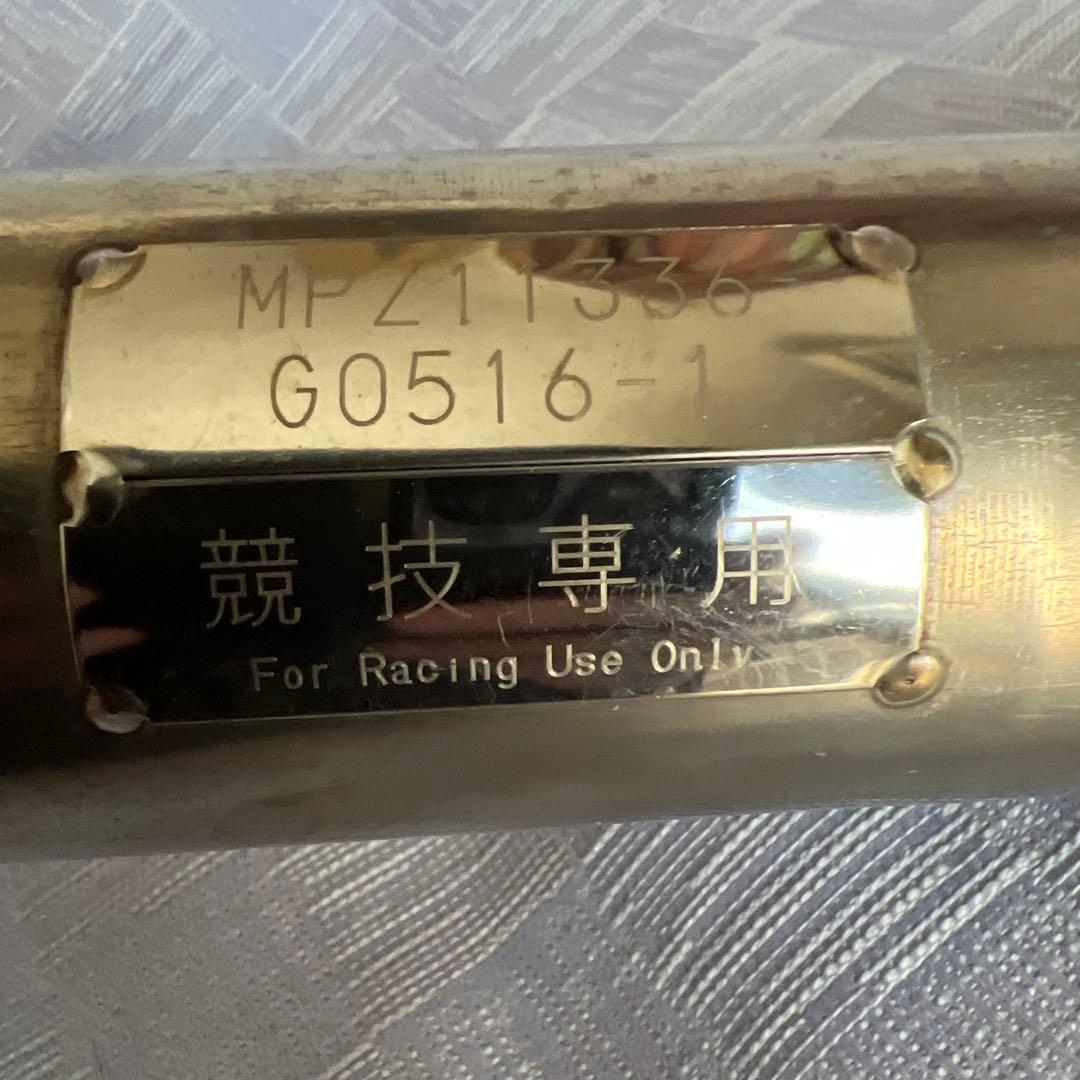 MPZ11336
G0516-1
競技専用
For Racing Use Only